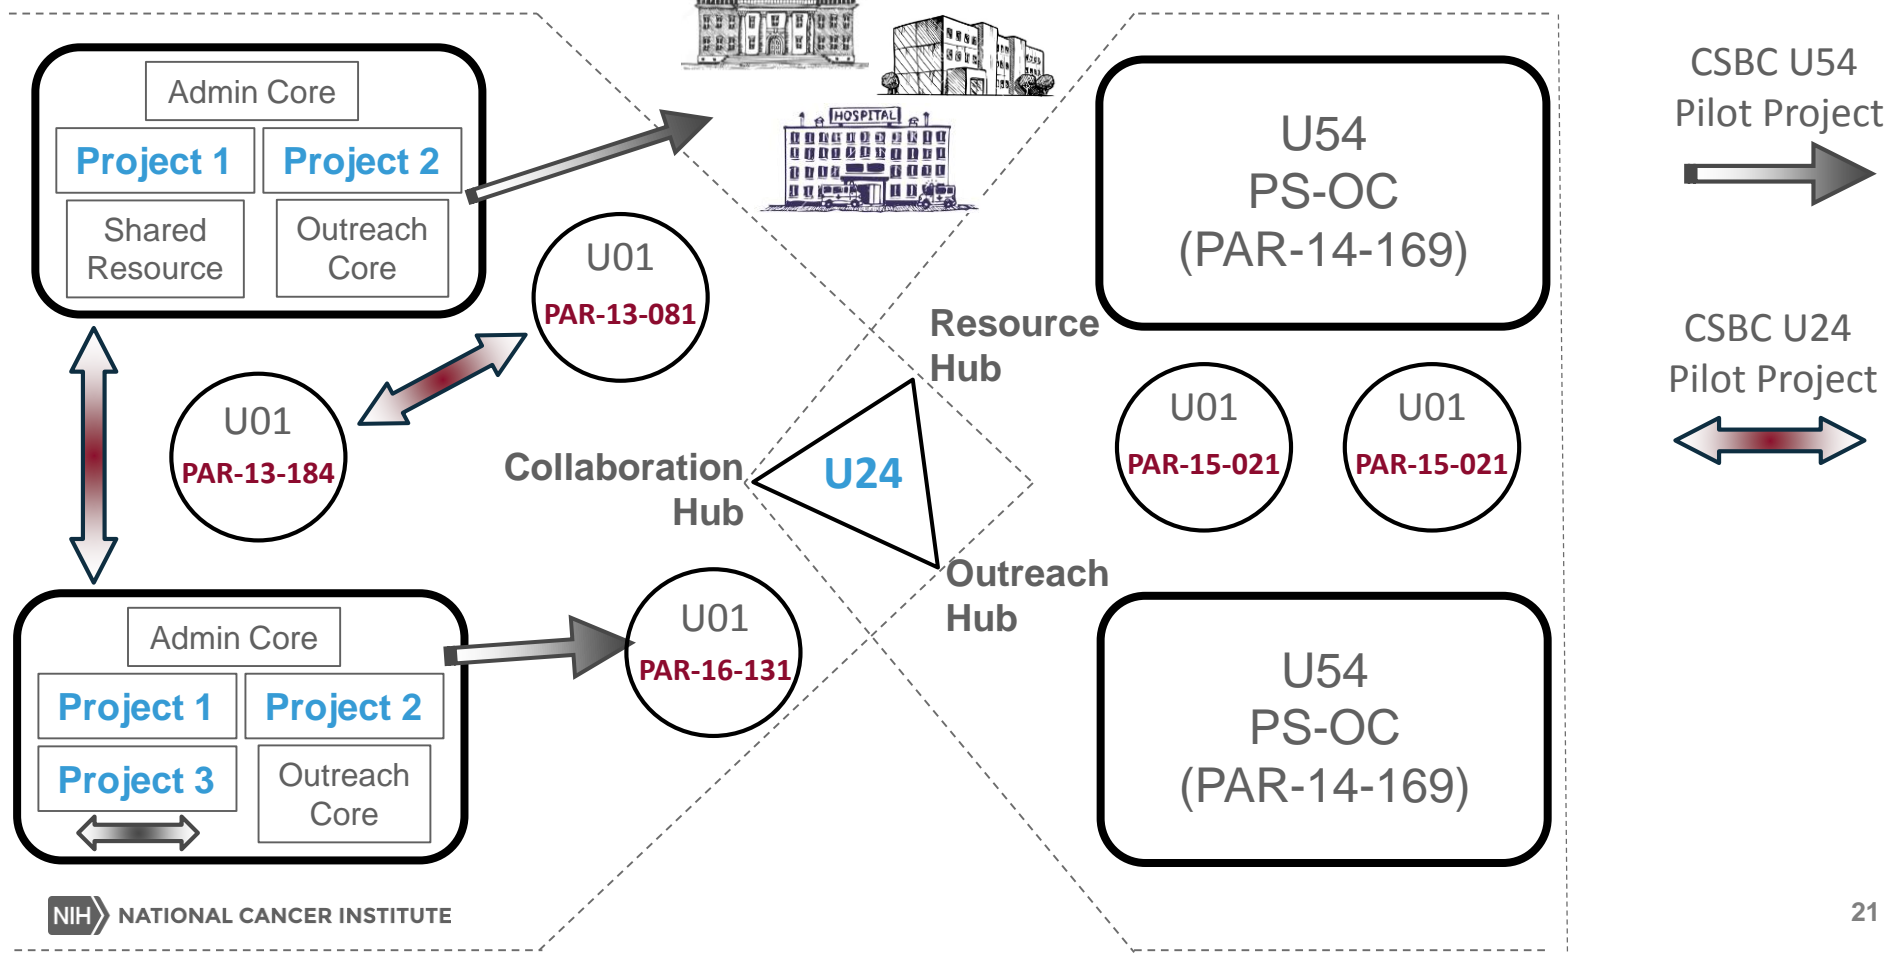 Admin Core
Project 1
Project 2
Shared
Resource
Outreach
Core
HOSPITAL
U01
PAR-13-081
U01
PAR-13-184
Admin Core
Project 1
Project 2
Project 3
Outreach
Core
U01
PAR-16-131
Collaboration
Hub
U24
Resource
Hub
Outreach
Hub
U54
PS-OC
(PAR-14-169)
U01
PAR-15-021
U01
PAR-15-021
U54
PS-OC
(PAR-14-169)
CSBC U54
Pilot Project
CSBC U24
Pilot Project
NIH NATIONAL CANCER INSTITUTE
21